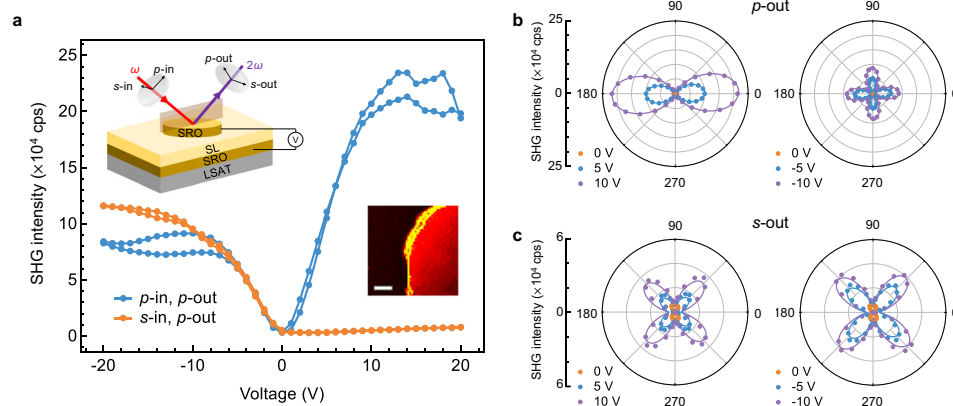 a
SHG intensity (×10⁴ cps)
25
20
15
10
5
0
-20
-10
0
10
20
Voltage (V)
ω
p-in
s-in
p-out
2ω
s-out
SRO
SL
SRO
LSAT
V
p-in, p-out
s-in, p-out
b
p-out
SHG intensity (×10⁴ cps)
25
0
25
90
180
0
270
0 V
5 V
10 V
90
180
0
270
0 V
-5 V
-10 V
c
s-out
SHG intensity (×10⁴ cps)
6
0
6
90
180
0
270
0 V
5 V
10 V
90
180
0
270
0 V
-5 V
-10 V